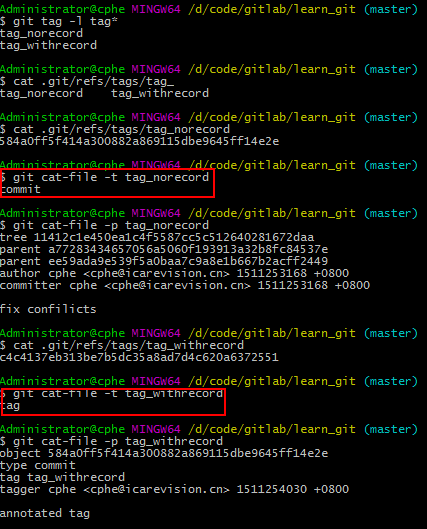 Administrator@cphe MINGW64 /d/code/gitlab/learn_git (master)
$ git tag -l tag*
tag_norecord
tag_withrecord
Administrator@cphe MINGW64 /d/code/gitlab/learn_git (master)
$ cat .git/refs/tags/tag_
tag_norecord    tag_withrecord
Administrator@cphe MINGW64 /d/code/gitlab/learn_git (master)
$ cat .git/refs/tags/tag_norecord
584a0ff5f414a300882a869115dbe9645ff14e2e
Administrator@cphe MINGW64 /d/code/gitlab/learn_git (master)
$ git cat-file -t tag_norecord
commit
Administrator@cphe MINGW64 /d/code/gitlab/learn_git (master)
$ git cat-file -p tag_norecord
tree 11412c1e450ea1c4f5587cc5c512640281672daa
parent a7728343465705​6a5060f193913a32b8fc84537e
parent ee59ada9e539f5a0baa7c9a8e1b667b2acff2449
author cphe <cphe@icarevision.cn> 1511253168 +0800
committer cphe <cphe@icarevision.cn> 1511253168 +0800
fix confilicts
Administrator@cphe MINGW64 /d/code/gitlab/learn_git (master)
$ cat .git/refs/tags/tag_withrecord
c4c4137eb313be7b5dc35a8ad7d4c620a6372551
Administrator@cphe MINGW64 /d/code/gitlab/learn_git (master)
$ git cat-file -t tag_withrecord
tag
Administrator@cphe MINGW64 /d/code/gitlab/learn_git (master)
$ git cat-file -p tag_withrecord
object 584a0ff5f414a300882a869115dbe9645ff14e2e
type commit
tag tag_withrecord
tagger cphe <cphe@icarevision.cn> 1511254030 +0800
annotated tag